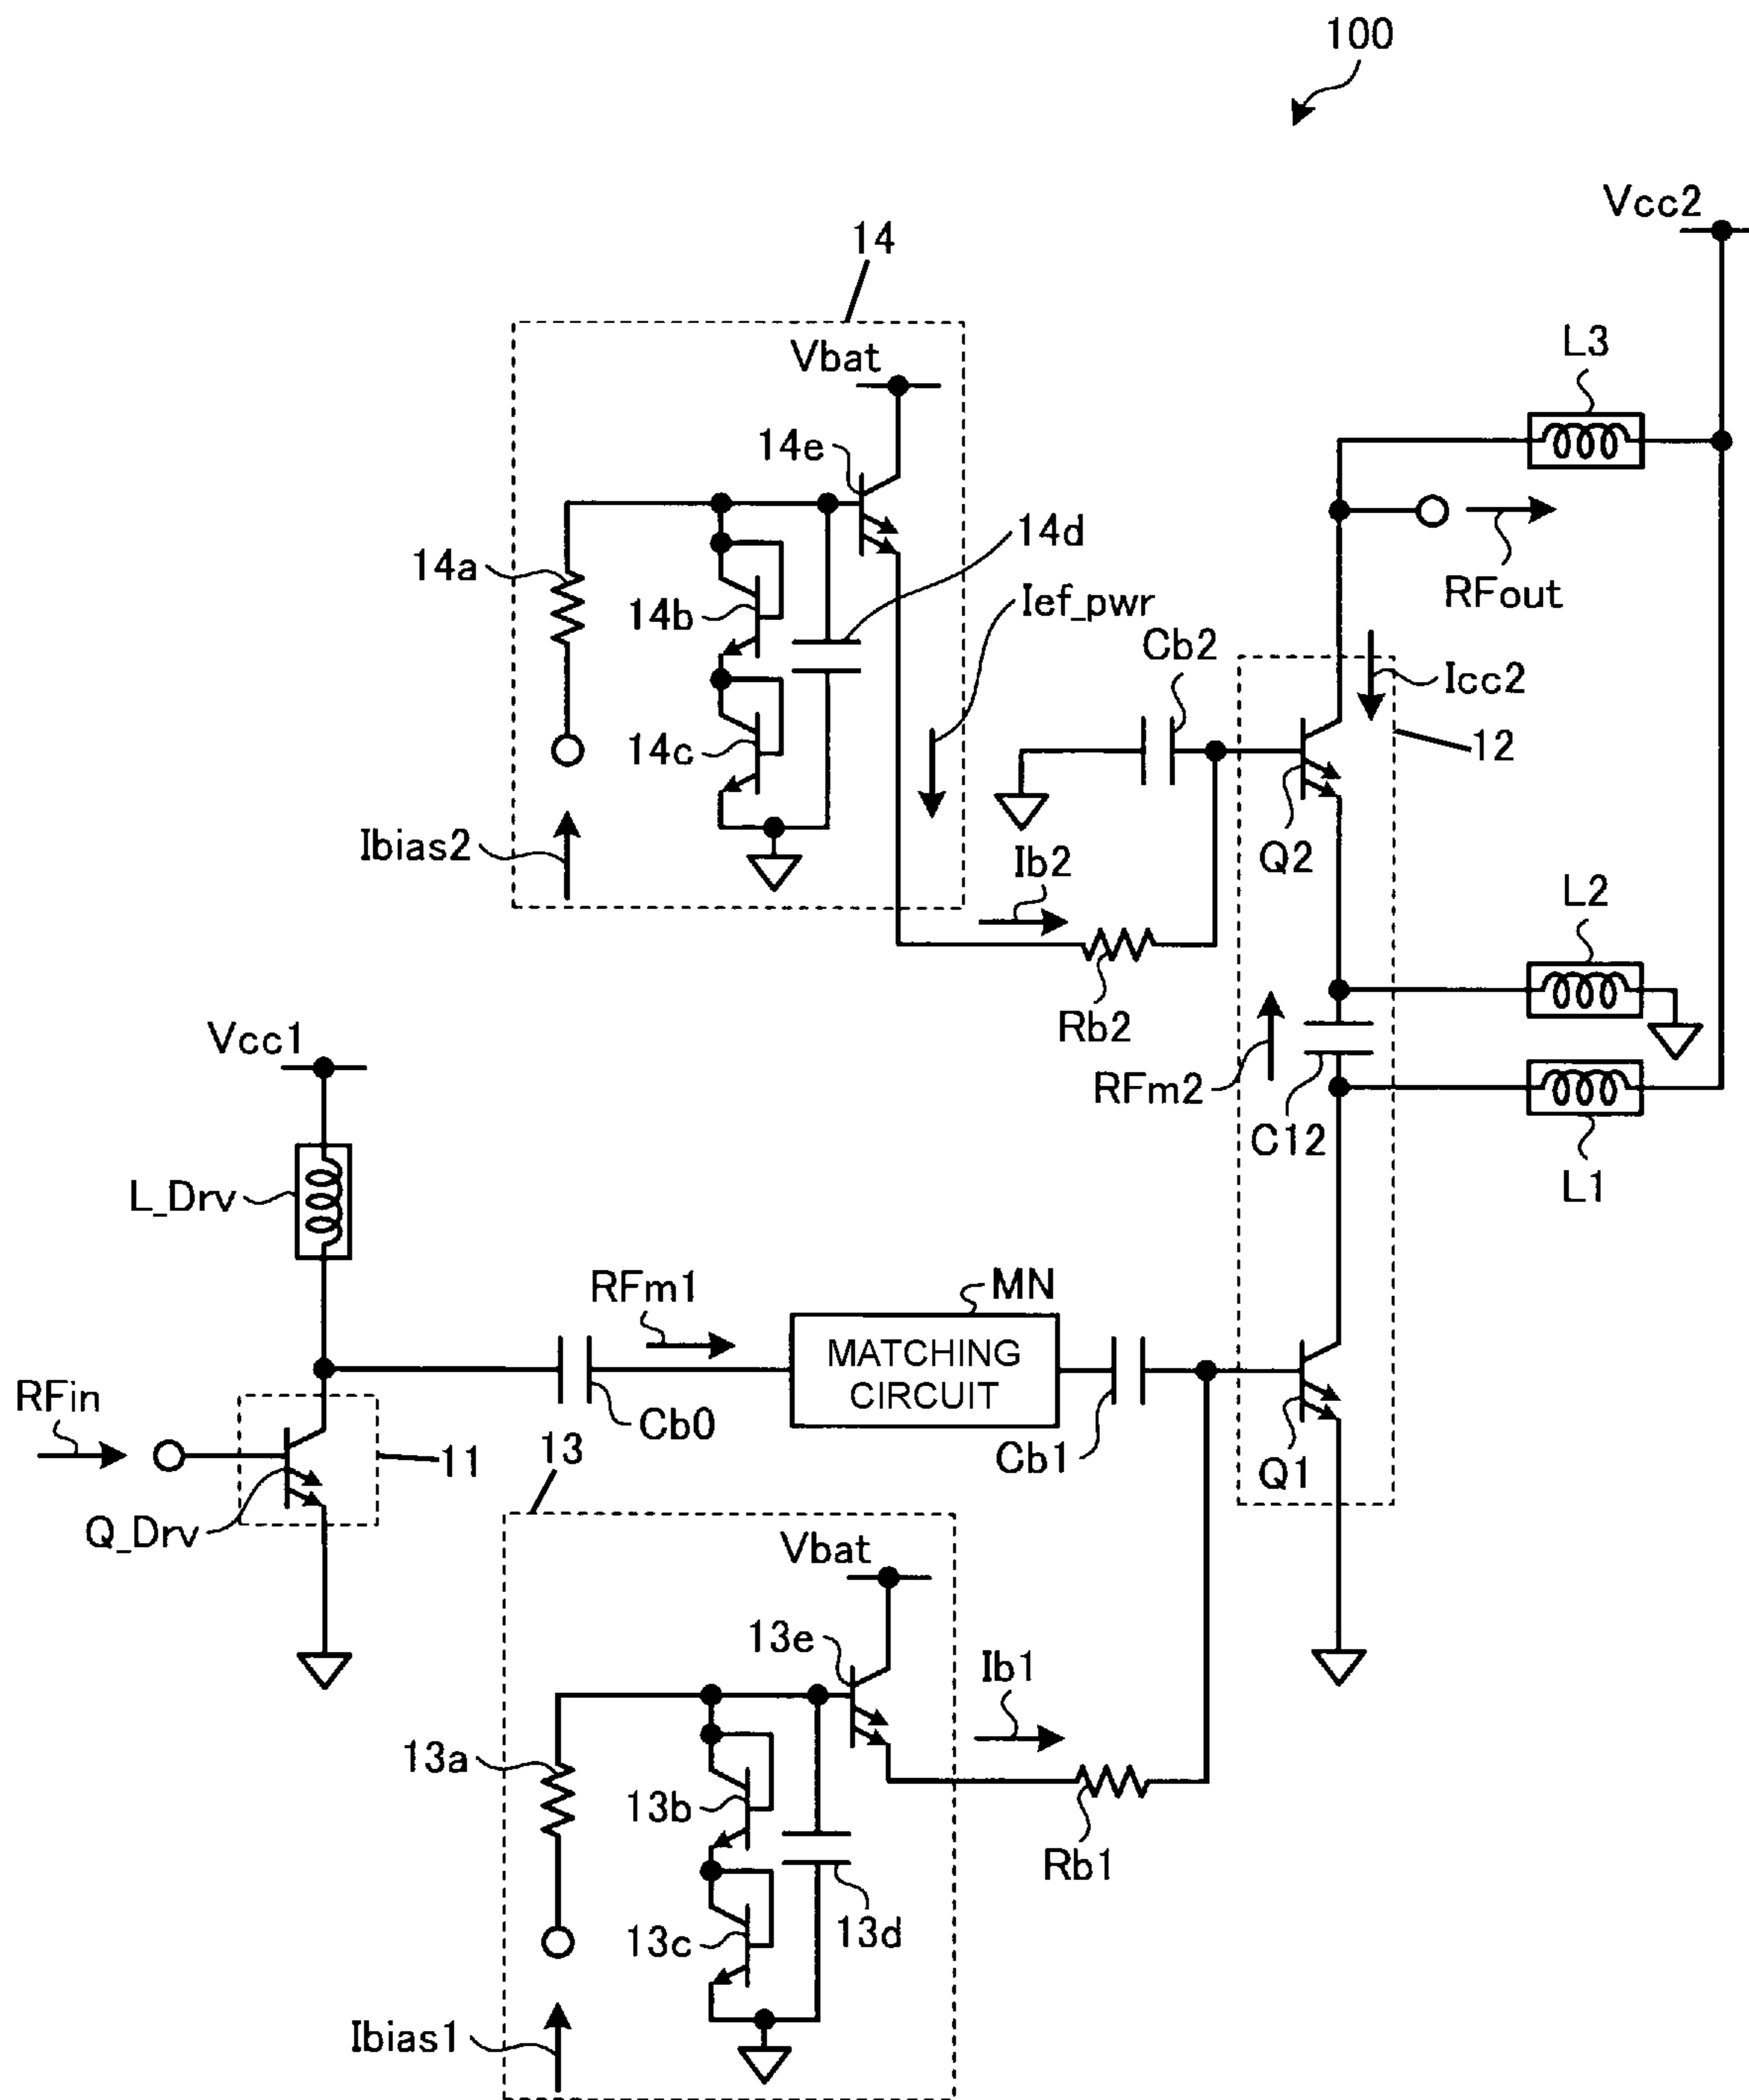 100
Vcc2
14
Vbat
L3
14e
14d
14a
RFout
14b
Ief_pwr
Cb2
Icc2
14c
12
Ibias2
Ib2
Q2
L2
Rb2
Vcc1
RFm2
C12
L1
L_Drv
RFm1
MN
MATCHING
CIRCUIT
RFin
Cb0
13
11
Cb1
Q1
Q_Drv
Vbat
13e
Ib1
13a
13b
Rb1
13c
13d
Ibias1